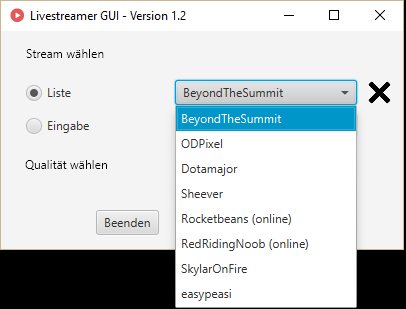 Livestreamer GUI - Version 1.2
Stream wählen
Liste
BeyondTheSummit
BeyondTheSummit
Eingabe
ODPixel
Dotamajor
Qualität wählen
Sheever
Rocketbeans (online)
Beenden
RedRidingNoob (online)
SkylarOnFire
easypeasi